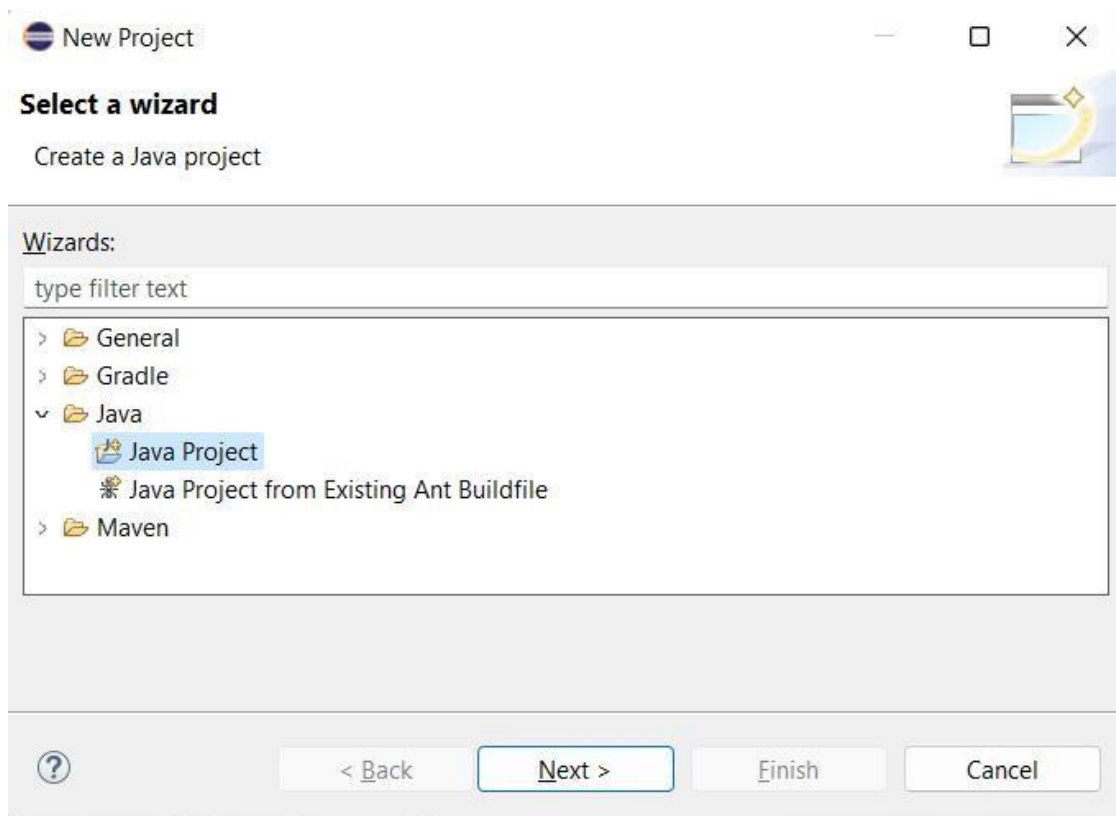 New Project
Select a wizard
Create a Java project
Wizards:
type filter text
General
Gradle
Java
Java Project
Java Project from Existing Ant Buildfile
Maven
?
< Back Next > Finish Cancel